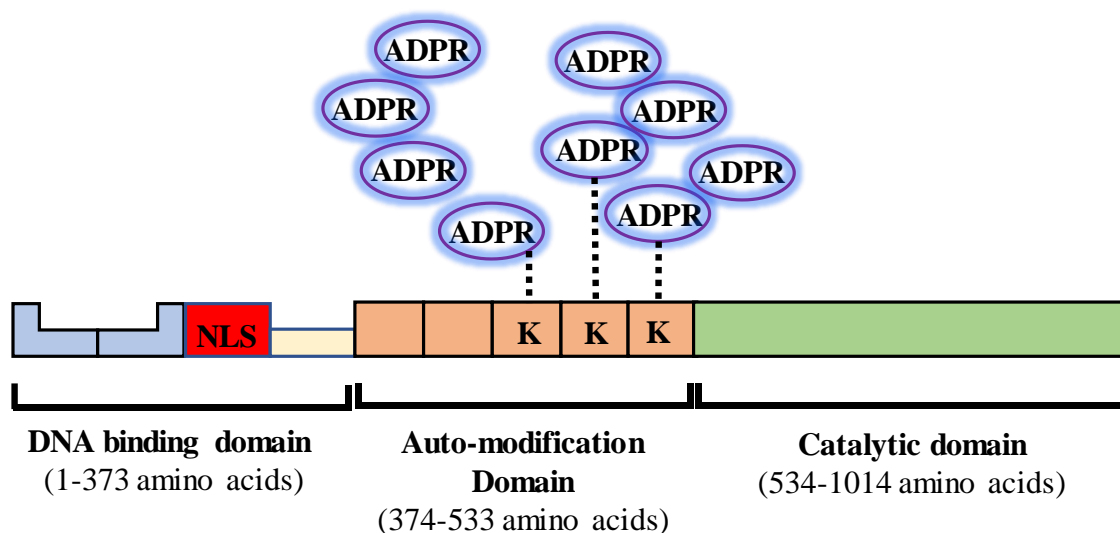 ADPR
ADPR
ADPR
ADPR
ADPR
ADPR
ADPR
ADPR
ADPR
NLS
K K K
DNA binding domain
(1-373 amino acids)
Auto-modification
Domain
(374-533 amino acids)
Catalytic domain
(534-1014 amino acids)